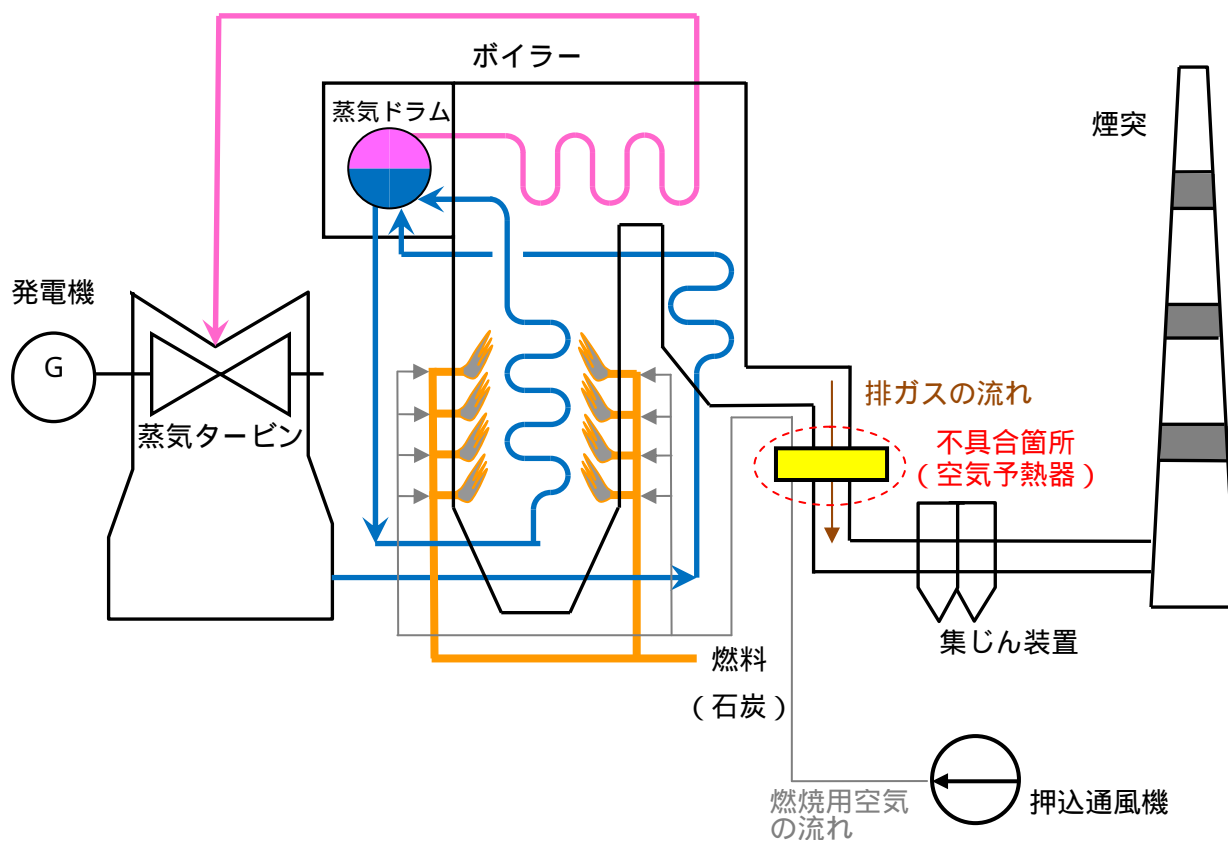 ボイラー
蒸気ドラム
煙突
発電機
G
蒸気タービン
排ガスの流れ
不具合箇所
（空気予熱器）
集じん装置
燃料
（石炭）
燃焼用空気
の流れ
押込通風機